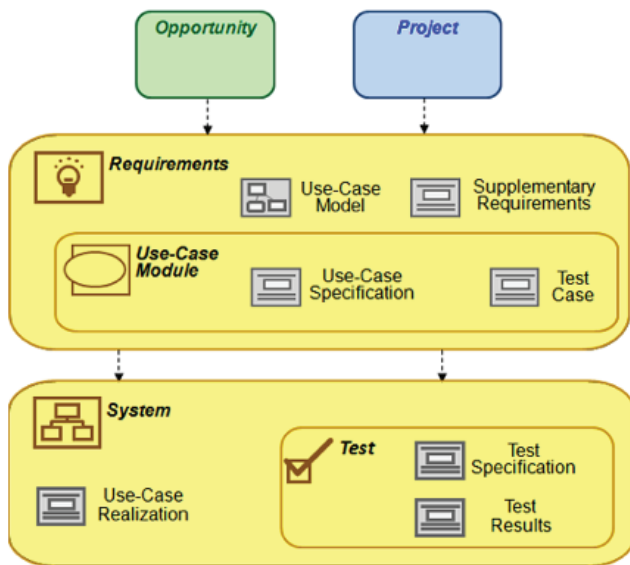 Opportunity
Project
Requirements
Use-Case
Model
Supplementary
Requirements
Use-Case
Module
Use-Case
Specification
Test
Case
System
Test
Test
Specification
Use-Case
Realization
Test
Results